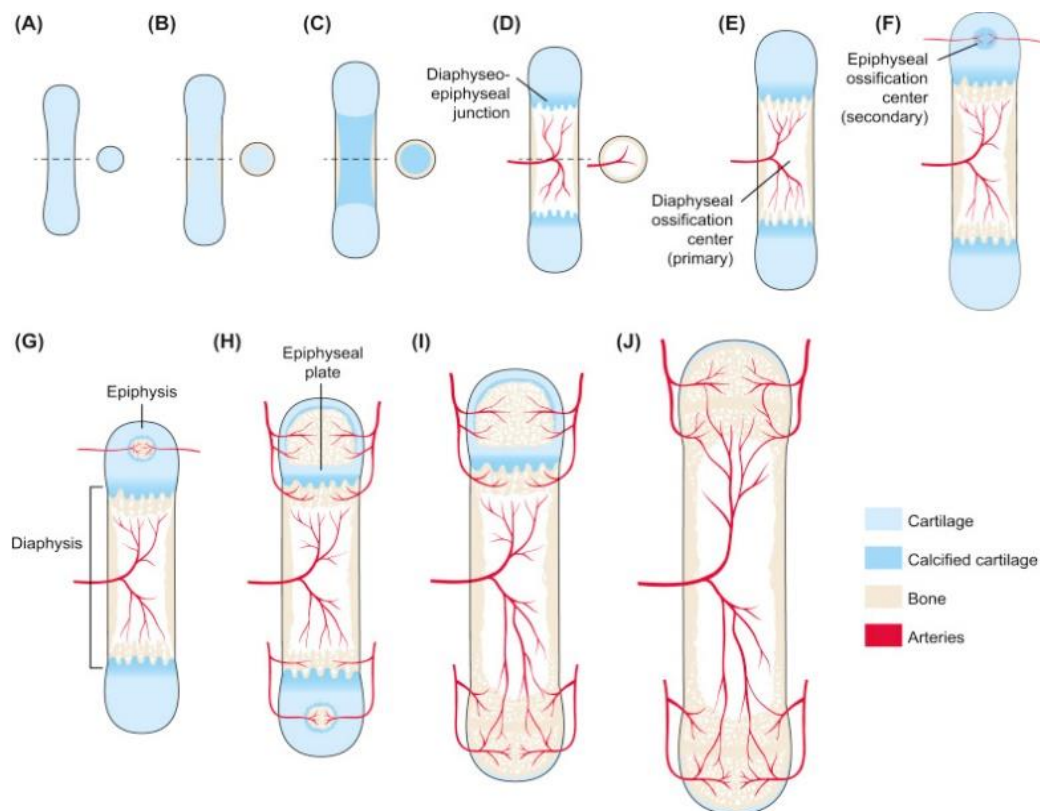 (A)
(B)
(C)
(D)
(E)
(F)
Diaphyseo-
epiphyseal
junction
Diaphyseal
ossification
center
(primary)
Epiphyseal
ossification
center
(secondary)
(G)
(H)
(I)
(J)
Epiphysis
Diaphysis
Epiphyseal
plate
Cartilage
Calcified cartilage
Bone
Arteries